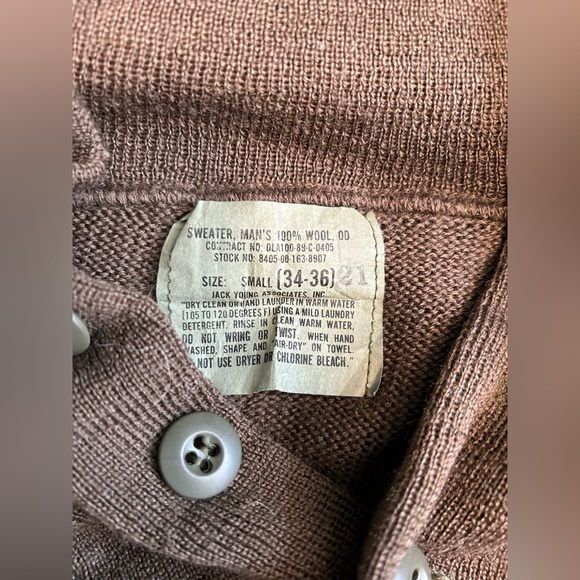 SWEATER, MAN'S 100% WOOL, OD
CONTRACT NO: DLA100-89-C-0405
STOCK NO: 8405-00-163-8907
SIZE: SMALL (34-36) 21
JACK YOUNG ASSOCIATES, INC.
"DRY CLEAN OR HAND LAUNDER IN WARM WATER
(105 TO 120 DEGREES F) USING A MILD LAUNDRY
DETERGENT. RINSE IN CLEAN WARM WATER.
DO NOT WRING OR TWIST. WHEN HAND
WASHED, SHAPE AND "AIR-DRY" ON TOWEL.
NOT USE DRYER OR CHLORINE BLEACH."